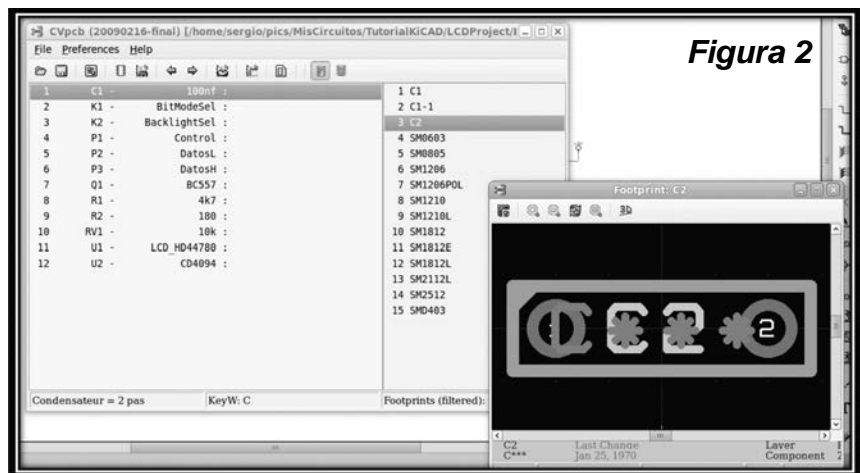 CVpcb (20090216-final) [/home/sergio/pics/MisCircuitos/TutorialKiCAD/LCDProject/
Figura 2
File Preferences Help
1 C1 - 100nf :
2 K1 - BitModeSel :
3 K2 - BacklightSel :
4 P1 - Control :
5 P2 - DatosL :
6 P3 - DatosH :
7 Q1 - BC557 :
8 R1 - 4k7 :
9 R2 - 180 :
10 RV1 - 10k :
11 U1 - LCD_HD44780 :
12 U2 - CD4094 :
1 C1
2 C1-1
3 C2
4 SM0603
5 SM0805
6 SM1206
7 SM1206POL
8 SM1210
9 SM1210L
10 SM1812
11 SM1812E
12 SM1812L
13 SM2112L
14 SM2512
15 SMD403
Condensateur = 2 pas KeyW: C Footprints (filtered):
Footprint: C2
3D
1 C2 2
C2 Last Change Layer
C*** Jan 25, 1970 Component